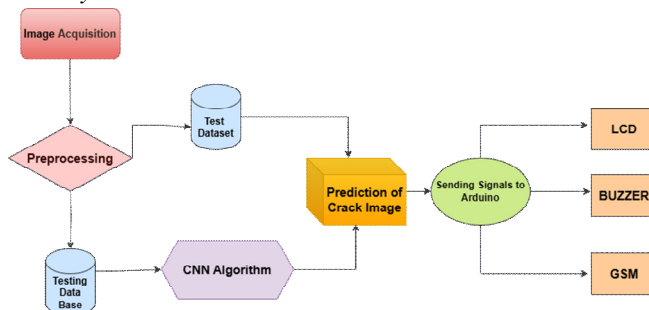 Image Acquisition
Test
Dataset
LCD
Preprocessing
Prediction of
Crack Image
Sending Signals to
Arduino
BUZZER
CNN Algorithm
Testing
Data
Base
GSM